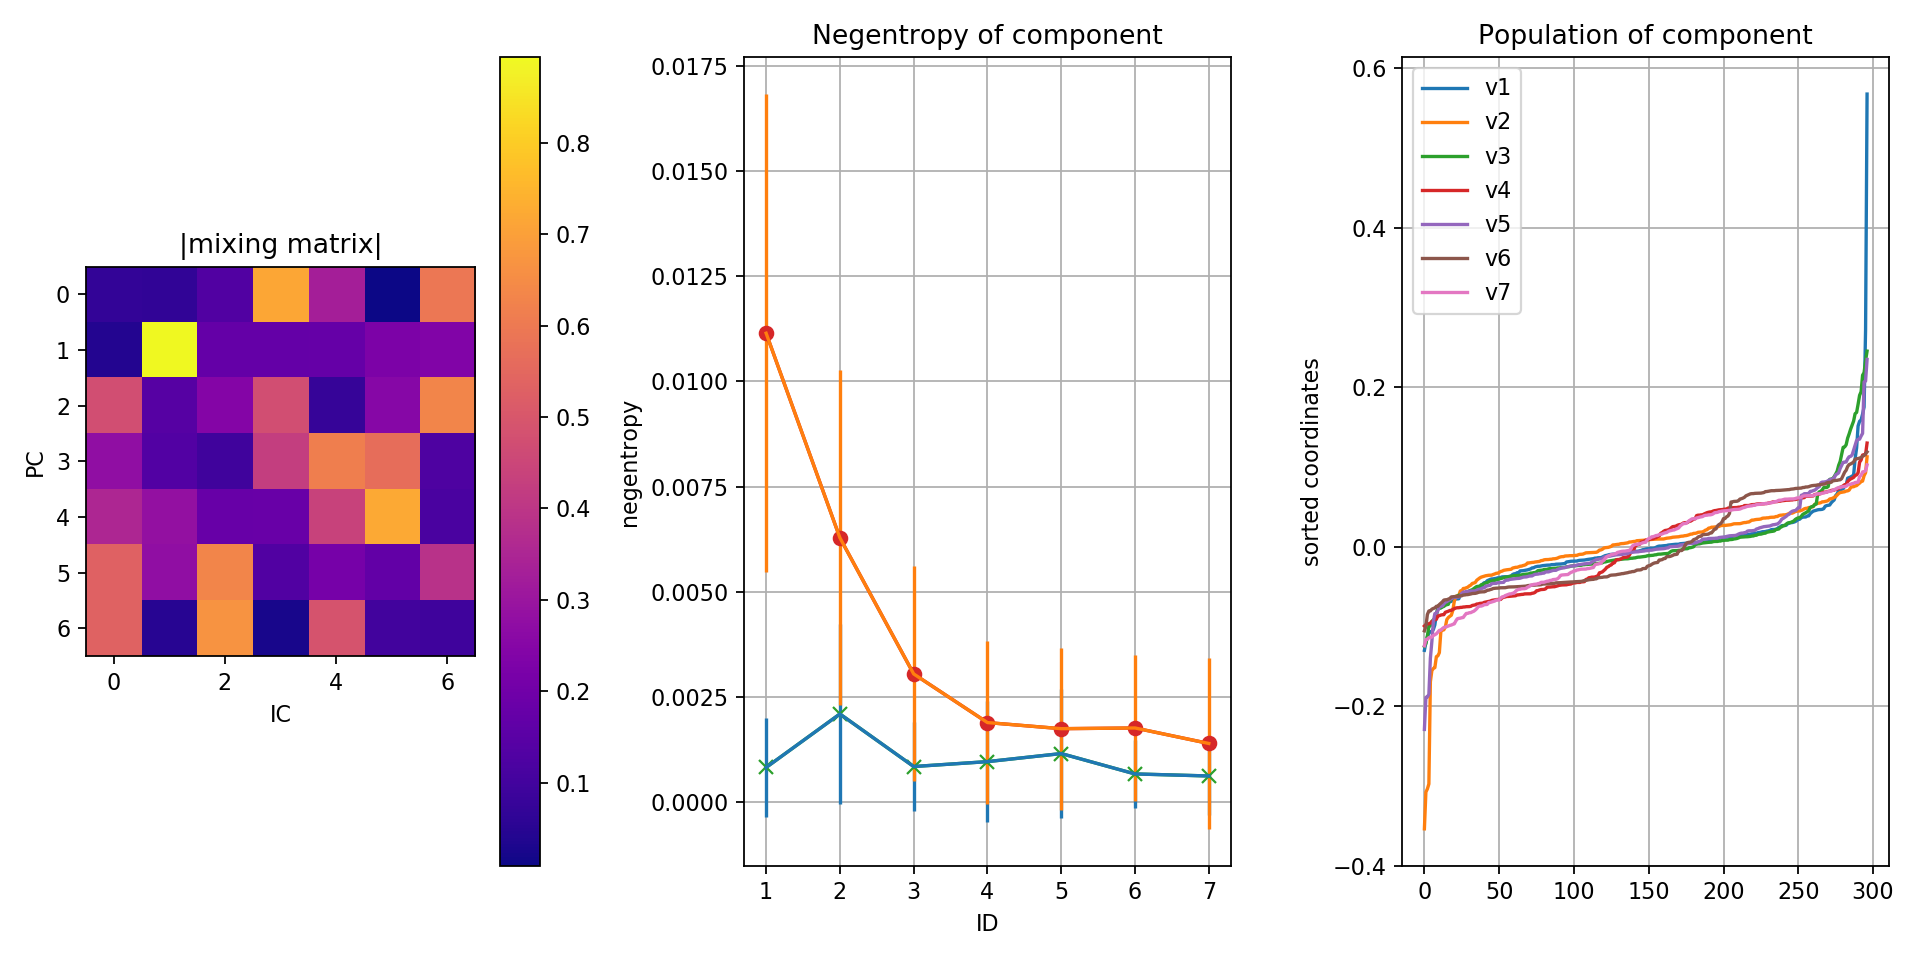 |mixing matrix|
0
1
2
3
4
5
6
PC
0 2 4 6
IC
0.8
0.7
0.6
0.5
0.4
0.3
0.2
0.1
Negentropy of component
0.0175
0.0150
0.0125
0.0100
0.0075
0.0050
0.0025
0.0000
negentropy
1 2 3 4 5 6 7
ID
Population of component
0.6
0.4
0.2
0.0
−0.2
−0.4
sorted coordinates
v1
v2
v3
v4
v5
v6
v7
0 50 100 150 200 250 300